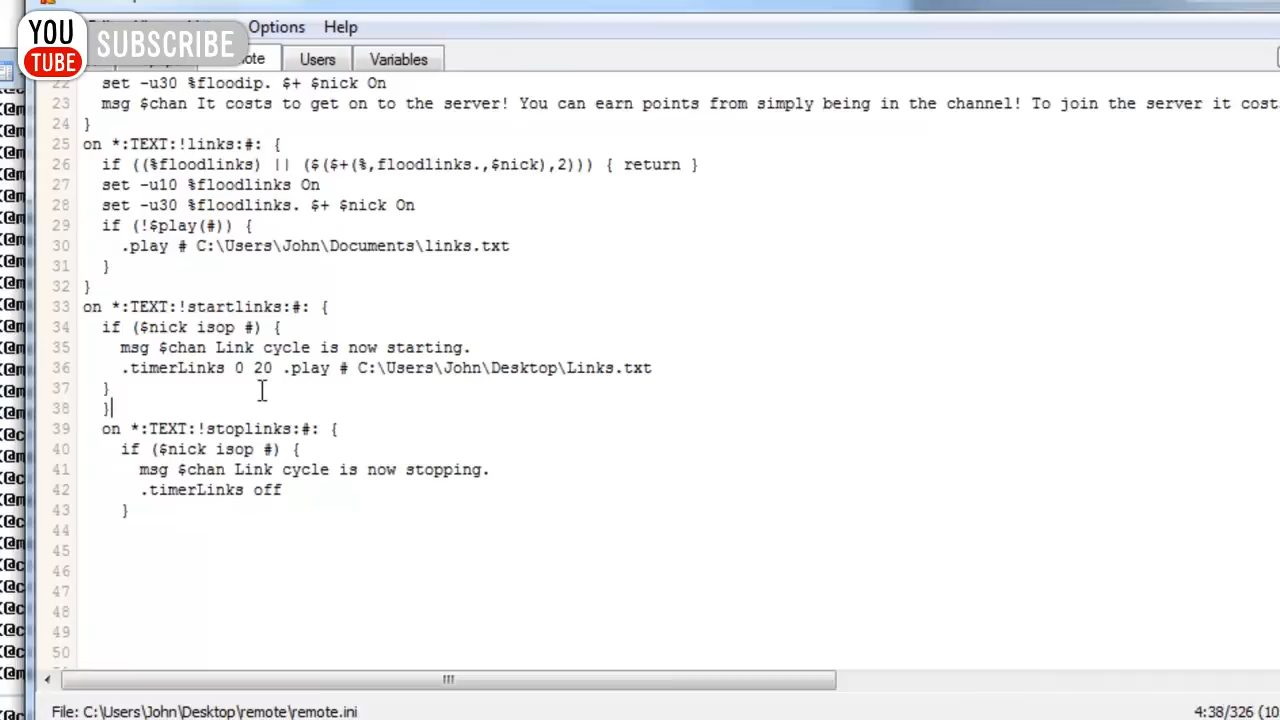 YOU
TUBE
SUBSCRIBE
Options Help
Users Variables
22 set -u30 %floodip. $+ $nick On
23 msg $chan It costs to get on to the server! You can earn points from simply being in the channel! To join the server it cost
24 }
25 on *:TEXT:!links:#: {
26 if ((%floodlinks) || ($($+(%,floodlinks.,$nick),2))) { return }
27 set -u10 %floodlinks On
28 set -u30 %floodlinks. $+ $nick On
29 if (!$play(#)) {
30 .play # C:\Users\John\Documents\links.txt
31 }
32 }
33 on *:TEXT:!startlinks:#: {
34 if ($nick isop #) {
35 msg $chan Link cycle is now starting.
36 .timerLinks 0 20 .play # C:\Users\John\Desktop\Links.txt
37 }
38 }
39 on *:TEXT:!stoplinks:#: {
40 if ($nick isop #) {
41 msg $chan Link cycle is now stopping.
42 .timerLinks off
43 }
44
45
46
47
48
49
50
File: C:\Users\John\Desktop\remote\remote.ini 4:38/326 (10